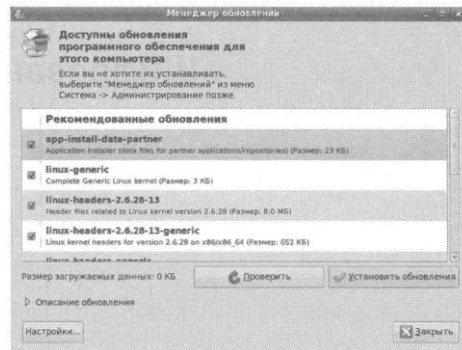 Менеджер обновлений
Доступны обновления
программного обеспечения для
этого компьютера
Если вы не хотите их устанавливать,
выберите "Менеджер обновлений" из меню
Система -> Администрирование позже.
Рекомендованные обновления
app-install-data-partner
Application Installer (data files for partner applications/repositories) (Размер: 23 КБ)
linux-generic
Complete Generic Linux kernel (Размер: 3 КБ)
linux-headers-2.6.28-13
Header files related to Linux kernel version 2.6.28 (Размер: 8.0 МБ)
linux-headers-2.6.28-13-generic
Linux kernel headers for version 2.6.28 on x86/x86_64 (Размер: 652 КБ)
linux-headers-generic
Размер загружаемых данных: 0 КБ
Проверить
Установить обновления
Описание обновления
Настройки...
Закрыть